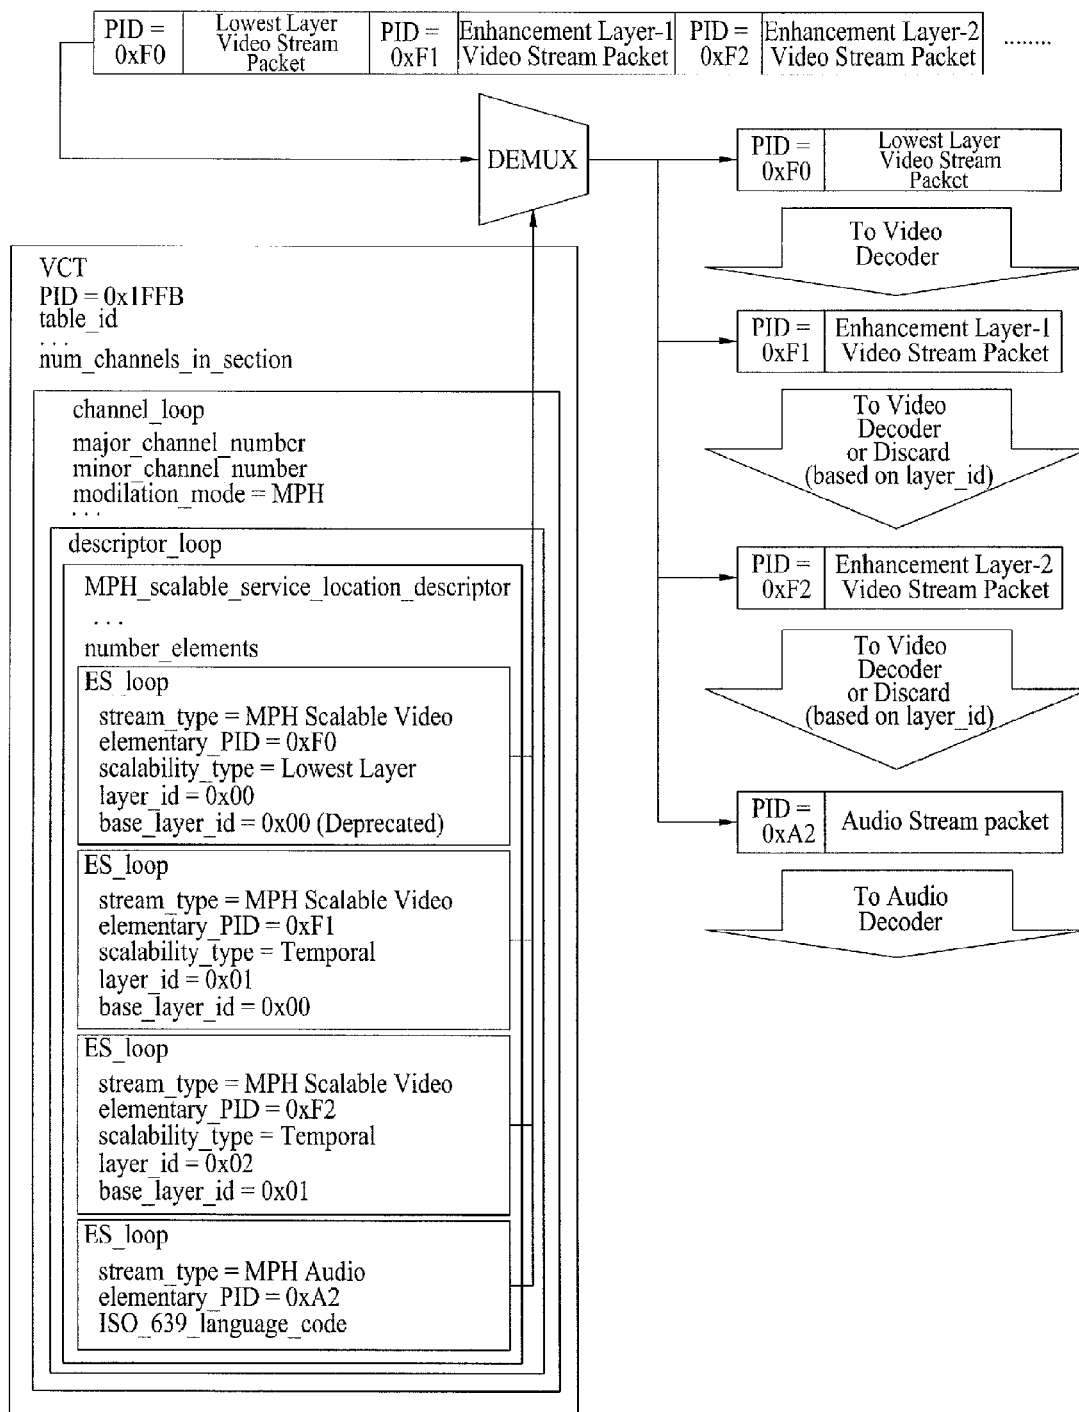 PID = 0xF0
Lowest Layer
Video Stream
Packet
PID = 0xF1
Enhancement Layer-1
Video Stream Packet
PID = 0xF2
Enhancement Layer-2
Video Stream Packet
........
DEMUX
PID = 0xF0
Lowest Layer
Video Stream
Packet
To Video
Decoder
PID = 0xF1
Enhancement Layer-1
Video Stream Packet
To Video
Decoder
or Discard
(based on layer_id)
PID = 0xF2
Enhancement Layer-2
Video Stream Packet
To Video
Decoder
or Discard
(based on layer_id)
PID = 0xA2
Audio Stream packet
To Audio
Decoder
VCT
PID = 0x1FFB
table_id
...
num_channels_in_section
channel_loop
major_channel_number
minor_channel_number
modilation_mode = MPH
...
descriptor_loop
MPH_scalable_service_location_descriptor
...
number_elements
ES_loop
stream_type = MPH Scalable Video
elementary_PID = 0xF0
scalability_type = Lowest Layer
layer_id = 0x00
base_layer_id = 0x00 (Deprecated)
ES_loop
stream_type = MPH Scalable Video
elementary_PID = 0xF1
scalability_type = Temporal
layer_id = 0x01
base_layer_id = 0x00
ES_loop
stream_type = MPH Scalable Video
elementary_PID = 0xF2
scalability_type = Temporal
layer_id = 0x02
base_layer_id = 0x01
ES_loop
stream_type = MPH Audio
elementary_PID = 0xA2
ISO_639_language_code